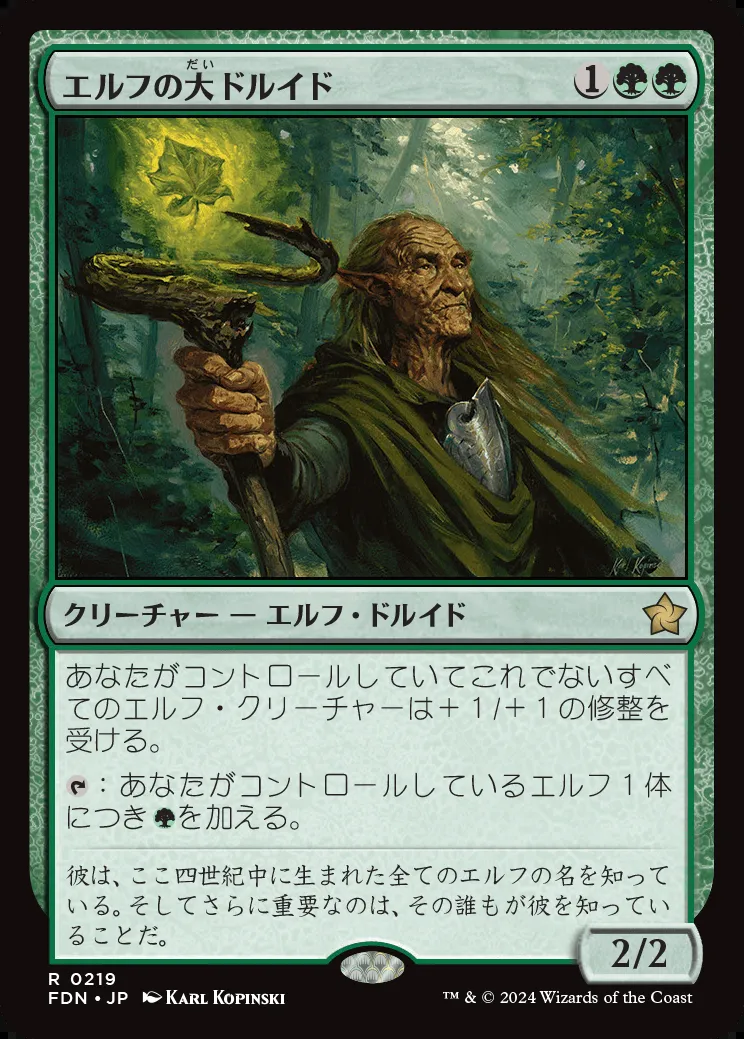 だい
エルフの大ドルイド
1
クリーチャー — エルフ・ドルイド
あなたがコントロールしていてこれでないすべ
てのエルフ・クリーチャーは＋１/＋１の修整を
受ける。
：あなたがコントロールしているエルフ１体
につき を加える。
彼は、ここ四世紀中に生まれた全てのエルフの名を知って
いる。そしてさらに重要なのは、その誰もが彼を知ってい
ることだ。
2/2
R 0219
FDN • JP Karl Kopinski
™ & © 2024 Wizards of the Coast